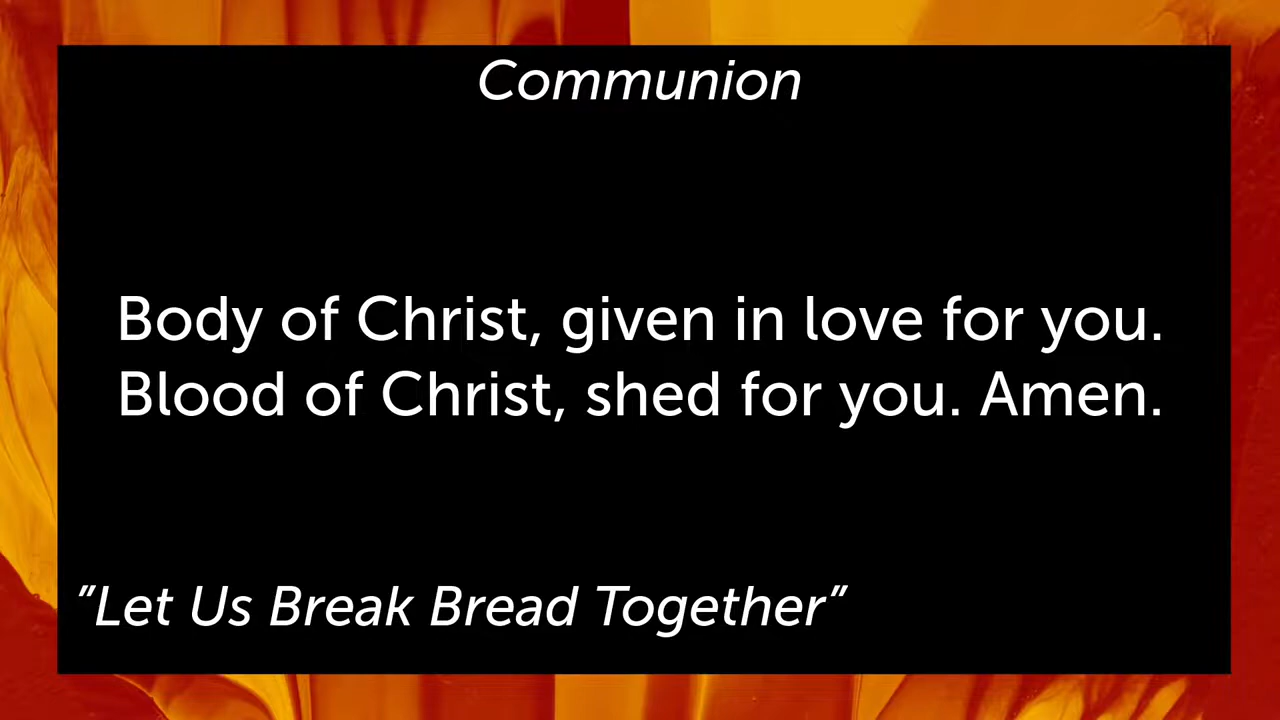 Communion
Body of Christ, given in love for you.
Blood of Christ, shed for you. Amen.
"Let Us Break Bread Together"